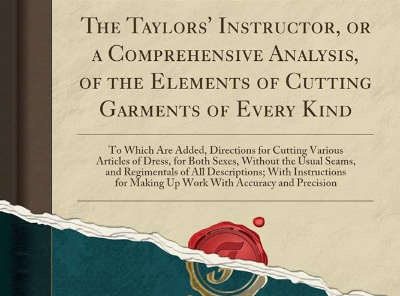 The Taylors' Instructor, or
a Comprehensive Analysis,
of the Elements of Cutting
Garments of Every Kind
To Which Are Added, Directions for Cutting Various
Articles of Dress, for Both Sexes, Without the Usual Seams,
and Regimentals of All Descriptions; With Instructions
for Making Up Work With Accuracy and Precision